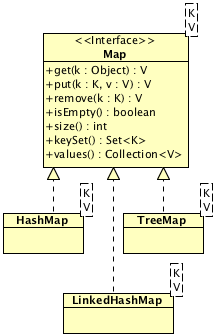 K
V
<<Interface>>
Map
+get(k : Object) : V
+put(k : K, v : V) : V
+remove(k : K) : V
+isEmpty() : boolean
+size() : int
+keySet() : Set<K>
+values() : Collection<V>
K
V
HashMap
K
V
TreeMap
K
V
LinkedHashMap